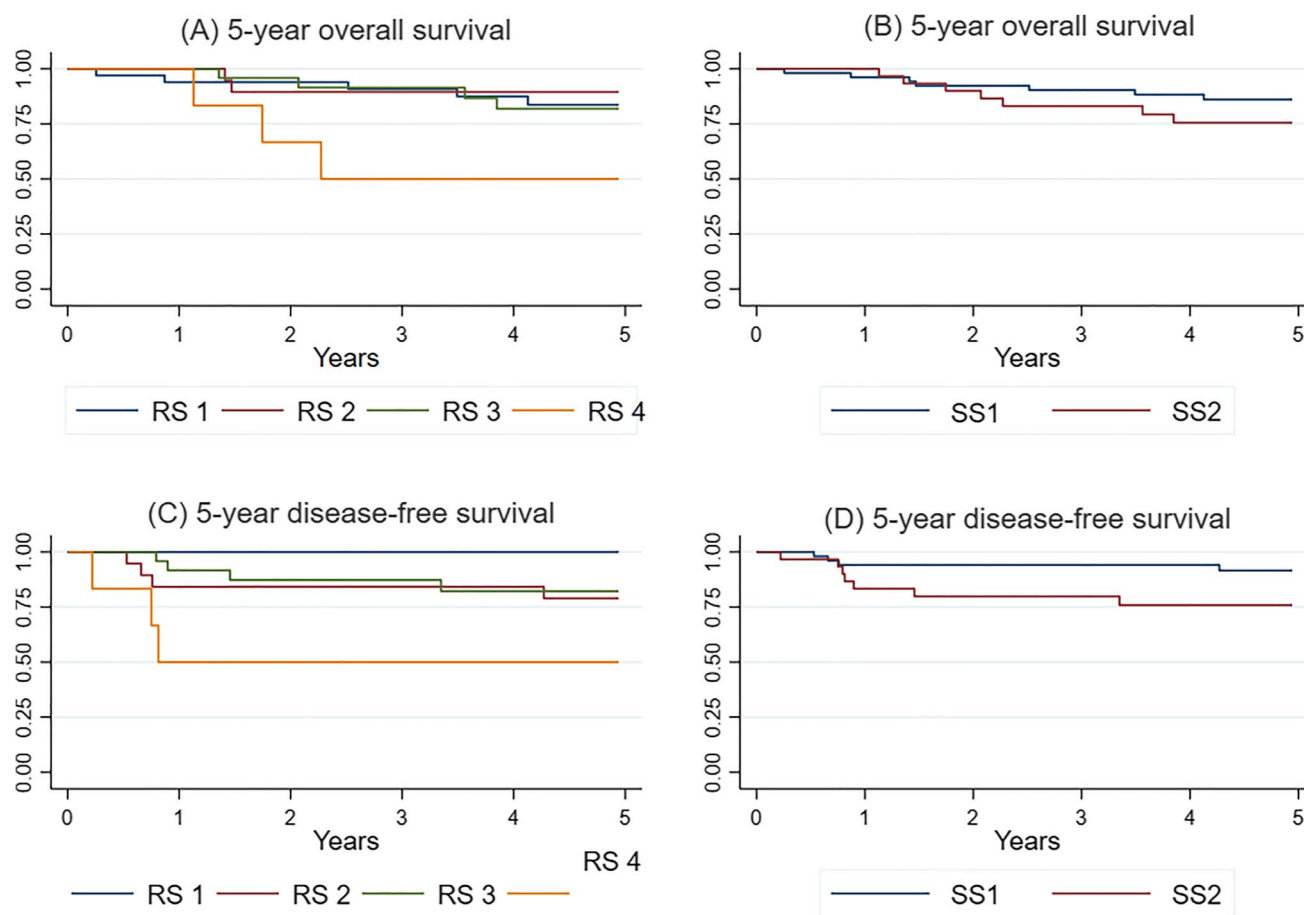 (A) 5-year overall survival
1.00
0.75
0.50
0.25
0.00
0 1 2 3 4 5
Years
RS 1 RS 2 RS 3 RS 4
(B) 5-year overall survival
1.00
0.75
0.50
0.25
0.00
0 1 2 3 4 5
Years
SS1 SS2
(C) 5-year disease-free survival
1.00
0.75
0.50
0.25
0.00
0 1 2 3 4 5
Years
RS 4
RS 1 RS 2 RS 3
(D) 5-year disease-free survival
1.00
0.75
0.50
0.25
0.00
0 1 2 3 4 5
Years
SS1 SS2